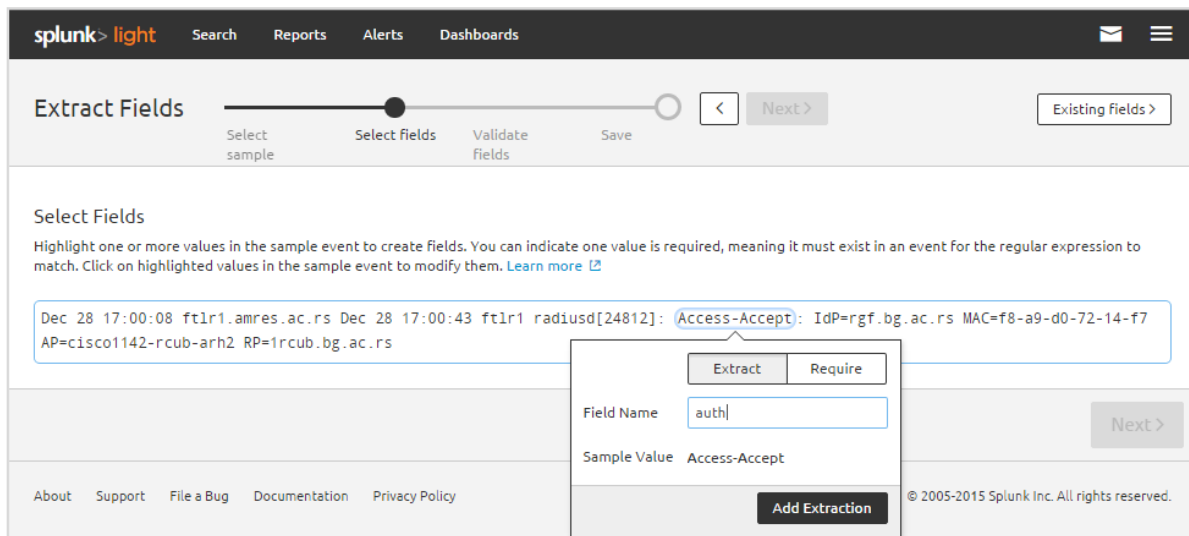 splunk> light Search Reports Alerts Dashboards
Extract Fields
Select sample
Select fields
Validate fields
Save
<
Next >
Existing fields >
Select Fields
Highlight one or more values in the sample event to create fields. You can indicate one value is required, meaning it must exist in an event for the regular expression to
match. Click on highlighted values in the sample event to modify them. Learn more
Dec 28 17:00:08 ftlr1.amres.ac.rs Dec 28 17:00:43 ftlr1 radiusd[24812]: Access-Accept: IdP=rgf.bg.ac.rs MAC=f8-a9-d0-72-14-f7
AP=cisco1142-rcub-arh2 RP=1rcub.bg.ac.rs
Extract Require
Field Name auth
Sample Value Access-Accept
Add Extraction
Next >
About Support File a Bug Documentation Privacy Policy
© 2005-2015 Splunk Inc. All rights reserved.